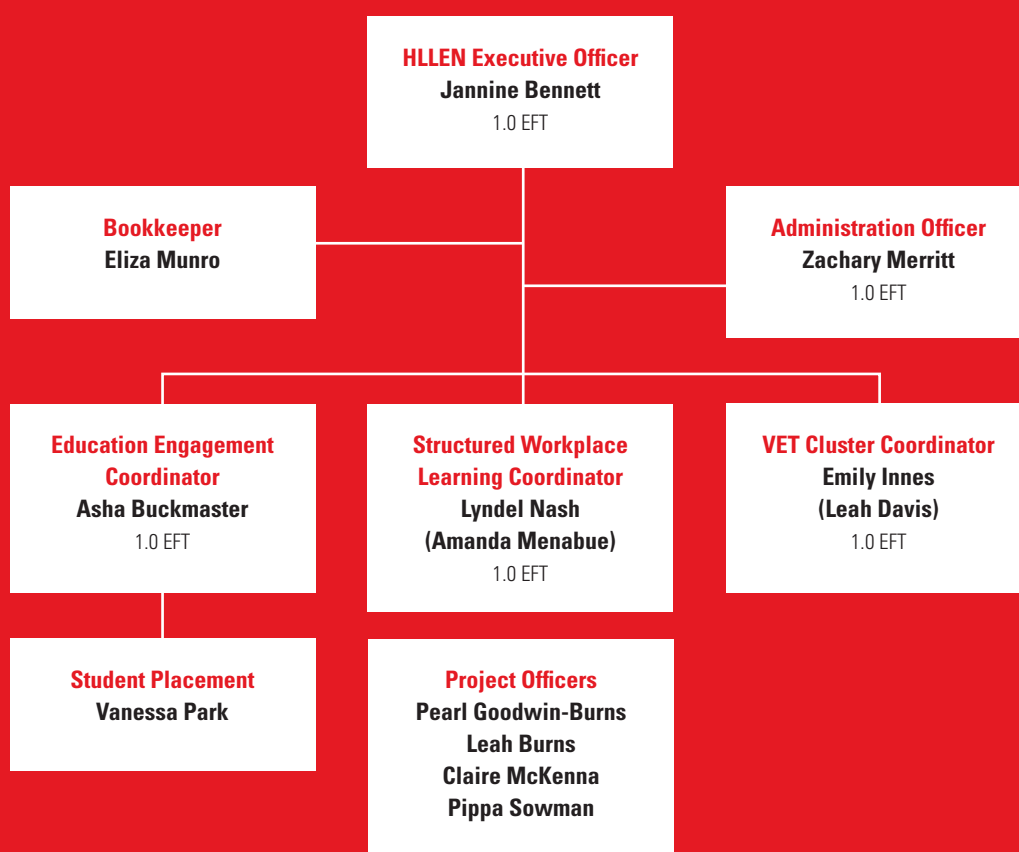 HLLEN Executive Officer
Jannine Bennett
1.0 EFT
Bookkeeper
Eliza Munro
Administration Officer
Zachary Merritt
1.0 EFT
Education Engagement
Coordinator
Asha Buckmaster
1.0 EFT
Structured Workplace
Learning Coordinator
Lyndel Nash
(Amanda Menabue)
1.0 EFT
VET Cluster Coordinator
Emily Innes
(Leah Davis)
1.0 EFT
Student Placement
Vanessa Park
Project Officers
Pearl Goodwin-Burns
Leah Burns
Claire McKenna
Pippa Sowman